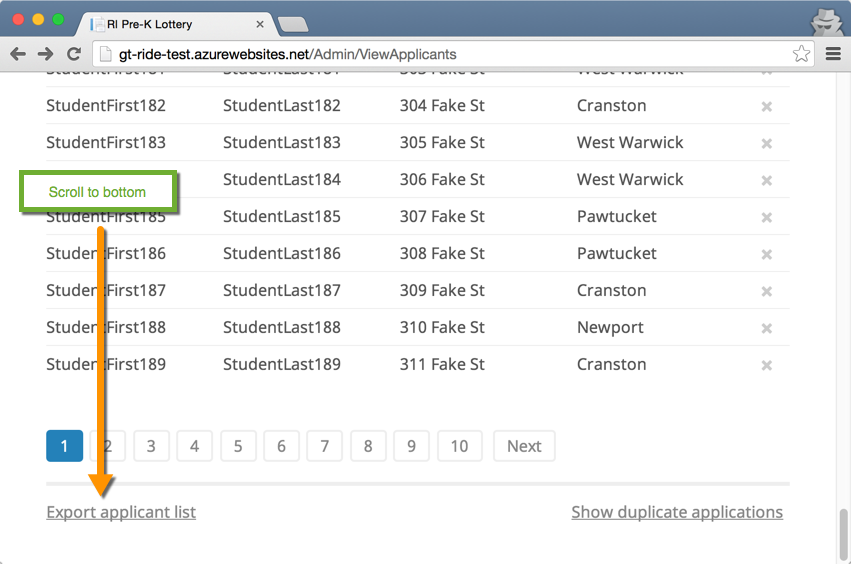 RI Pre-K Lottery
gt-ride-test.azurewebsites.net/Admin/ViewApplicants
StudentFirst182 StudentLast182 304 Fake St Cranston
StudentFirst183 StudentLast183 305 Fake St West Warwick
Scroll to bottom
StudentLast184 306 Fake St West Warwick
StudentFirst185 StudentLast185 307 Fake St Pawtucket
StudentFirst186 StudentLast186 308 Fake St Pawtucket
StudentFirst187 StudentLast187 309 Fake St Cranston
StudentFirst188 StudentLast188 310 Fake St Newport
StudentFirst189 StudentLast189 311 Fake St Cranston
1 2 3 4 5 6 7 8 9 10 Next
Export applicant list Show duplicate applications